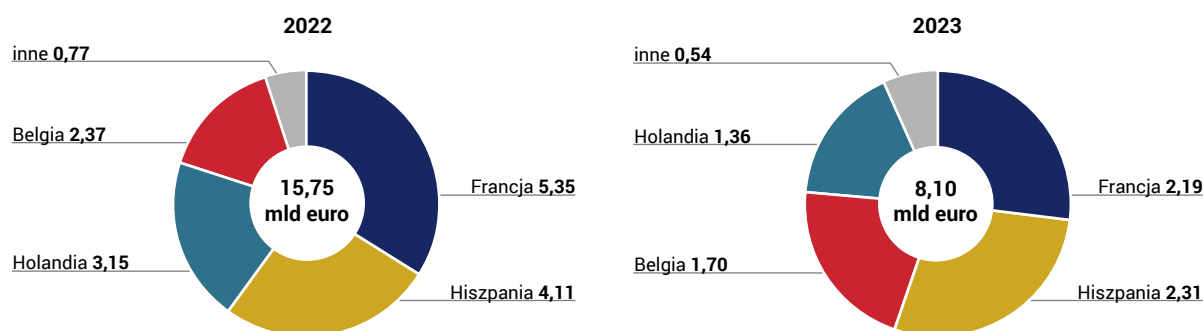 2022
inne 0,77
Belgia 2,37
15,75
mld euro
Francja 5,35
Holandia 3,15
Hiszpania 4,11
2023
inne 0,54
Holandia 1,36
8,10
mld euro
Francja 2,19
Belgia 1,70
Hiszpania 2,31